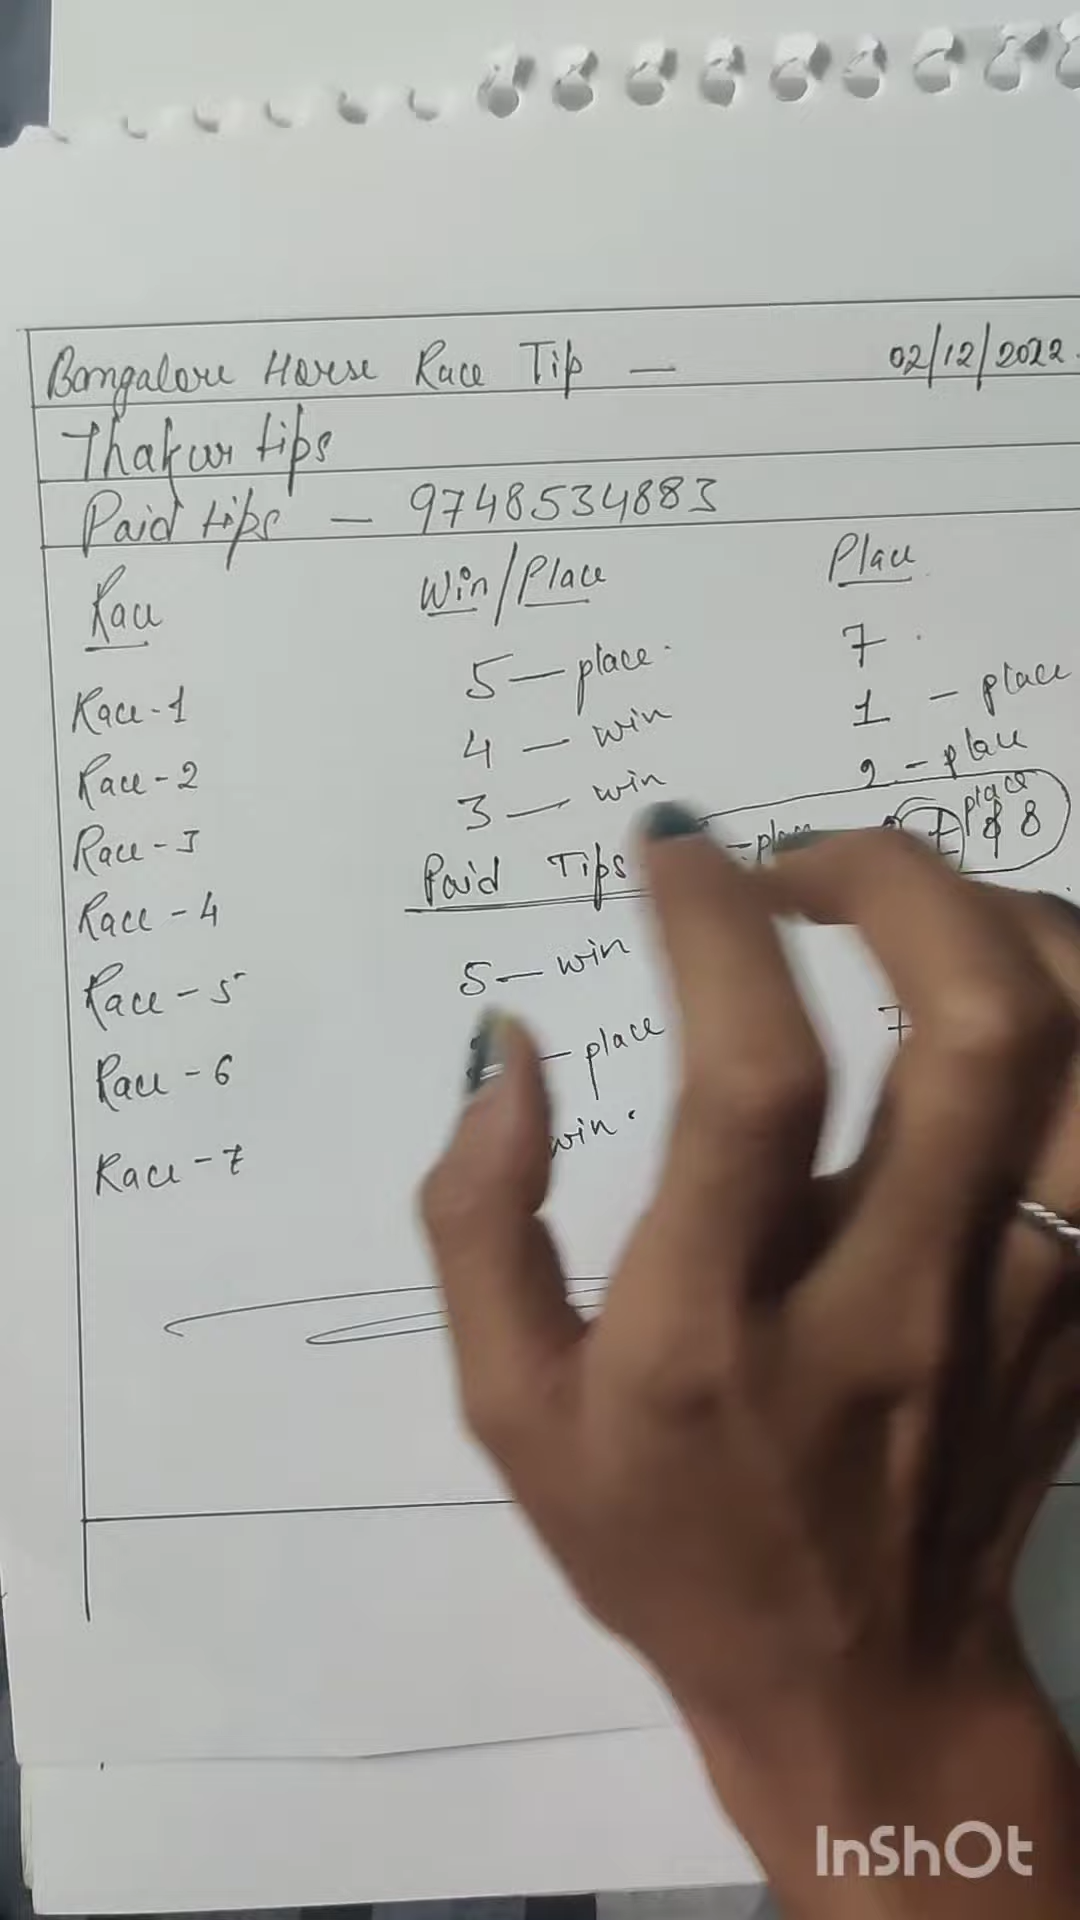 Bangalore Horse Race Tip — 02/12/2022.
Thakur tips
Paid tips — 9748534883
Race Win/Place Place
Race-1 5—place. 7.
Race-2 4—win 1 - place
Race-3 3—win 2 - place
Race-4 Paid Tips - place place & 8
Race-5 5—win
Race-6 — place 7
Race-7 win.
InShOt